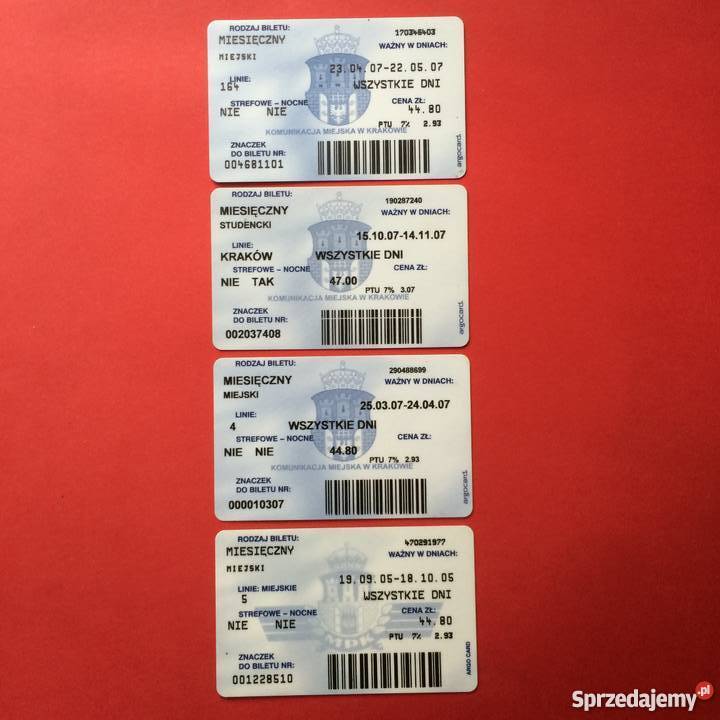 RODZAJ BILETU: 170346403
MIESIĘCZNY WAŻNY W DNIACH:
MIEJSKI
23.04.07-22.05.07
LINIE:
164 WSZYSTKIE DNI
STREFOWE – NOCNE CENA ZŁ:
NIE NIE 44.80
PTU 7% 2.93
KOMUNIKACJA MIEJSKA W KRAKOWIE
ZNACZEK
DO BILETU NR:
004681101
argocard.
RODZAJ BILETU: 190287240
MIESIĘCZNY WAŻNY W DNIACH:
STUDENCKI
15.10.07-14.11.07
LINIE:
KRAKÓW WSZYSTKIE DNI
STREFOWE – NOCNE CENA ZŁ:
NIE TAK 47.00
PTU 7% 3.07
KOMUNIKACJA MIEJSKA W KRAKOWIE
ZNACZEK
DO BILETU NR:
002037408
argocard.
RODZAJ BILETU: 290488699
MIESIĘCZNY WAŻNY W DNIACH:
MIEJSKI
25.03.07-24.04.07
LINIE:
4 WSZYSTKIE DNI
STREFOWE – NOCNE CENA ZŁ:
NIE NIE 44.80
PTU 7% 2.93
KOMUNIKACJA MIEJSKA W KRAKOWIE
ZNACZEK
DO BILETU NR:
000010307
argocard.
RODZAJ BILETU: 470291977
MIESIĘCZNY WAŻNY W DNIACH:
MIEJSKI
19.09.05-18.10.05
LINIE: MIEJSKIE
5 WSZYSTKIE DNI
STREFOWE – NOCNE CENA ZŁ:
NIE NIE 44.80
PTU 7% 2.93
MPK
ZNACZEK
DO BILETU NR:
001228510
ARGO CARD
Sprzedajemy.pl